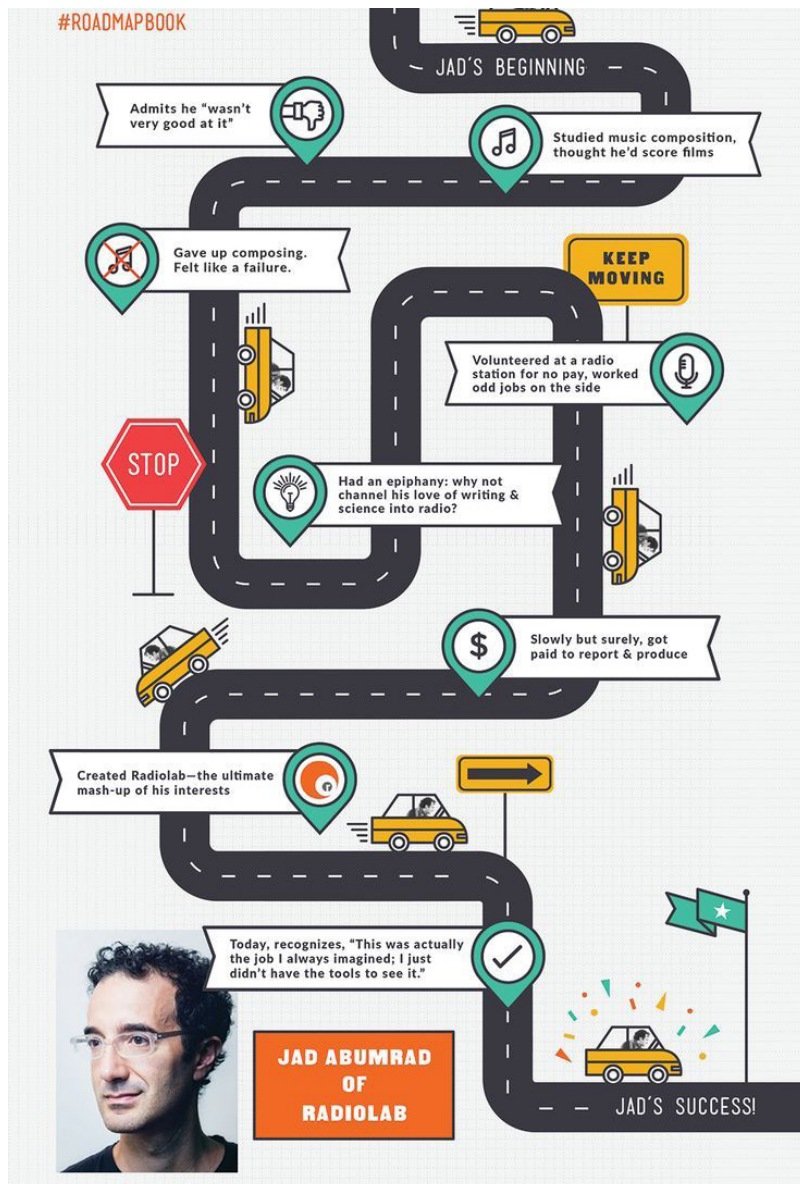 #ROADMAPBOOK
JAD'S BEGINNING
Studied music composition,
thought he'd score films
Admits he “wasn't
very good at it”
Gave up composing.
Felt like a failure.
STOP
Had an epiphany: why not
channel his love of writing &
science into radio?
KEEP
MOVING
Volunteered at a radio
station for no pay, worked
odd jobs on the side
$
Slowly but surely, got
paid to report & produce
Created Radiolab—the ultimate
mash-up of his interests
Today, recognizes, “This was actually
the job I always imagined; I just
didn't have the tools to see it.”
JAD ABUMRAD
OF
RADIOLAB
JAD'S SUCCESS!